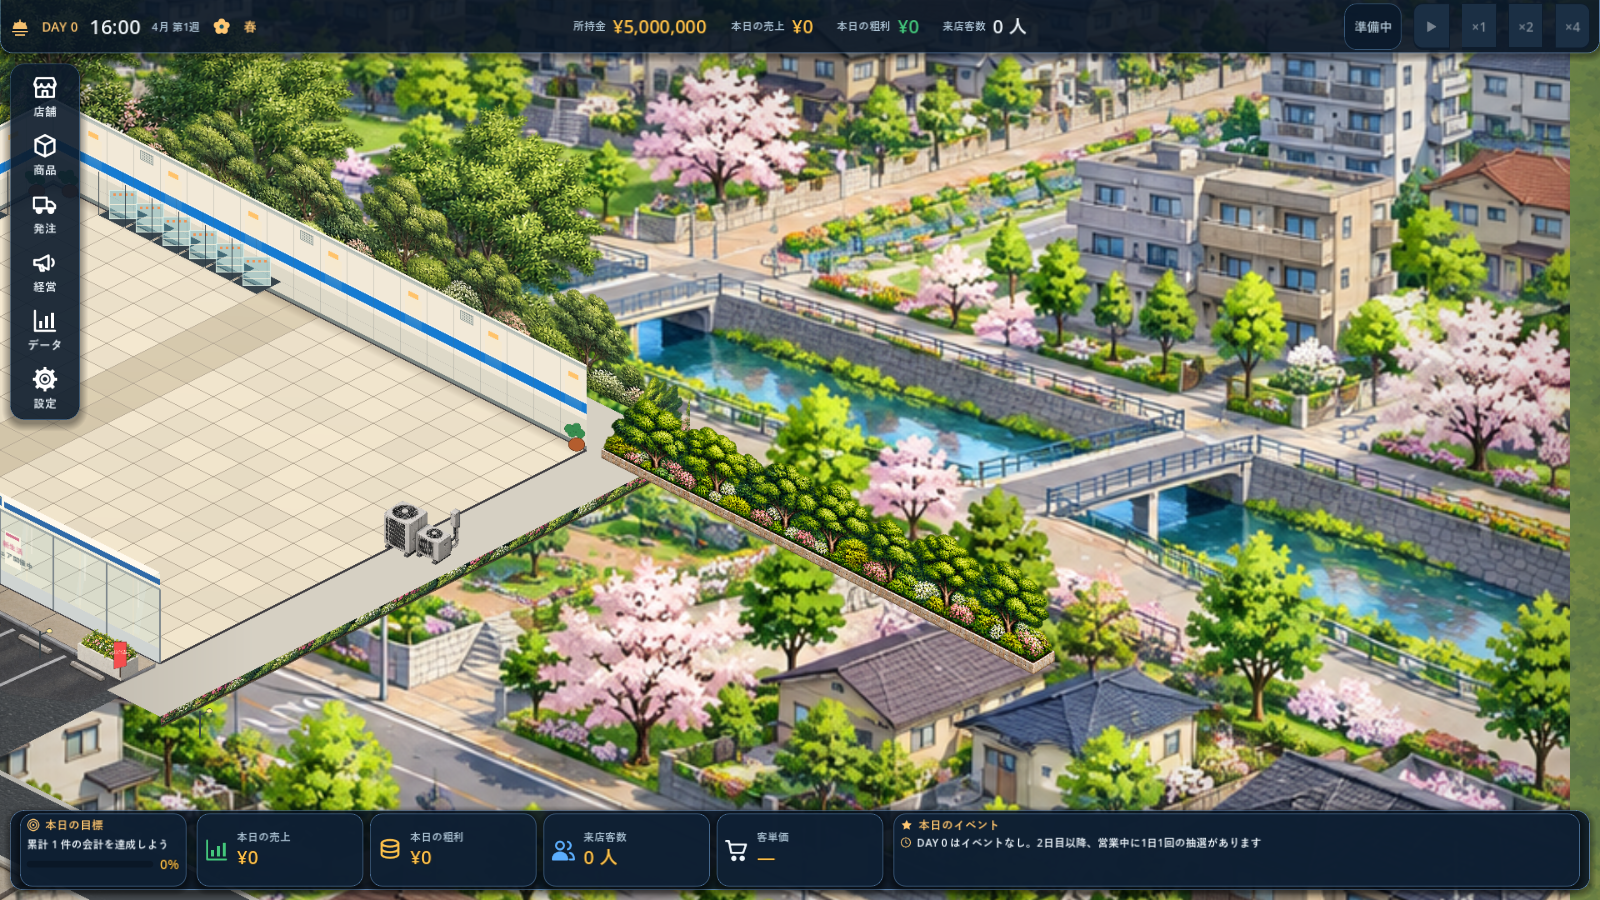 DAY 0 16:00 4月 第1週 春
所持金 ¥5,000,000 本日の売上 ¥0 本日の粗利 ¥0 来店客数 0 人
準備中 ×1 ×2 ×4
店舗
商品
発注
経営
データ
設定
本日の目標
累計 1 件の会計を達成しよう
0%
本日の売上
¥0
本日の粗利
¥0
来店客数
0 人
客単価
—
本日のイベント
DAY 0 はイベントなし。2日目以降、営業中に1日1回の抽選があります